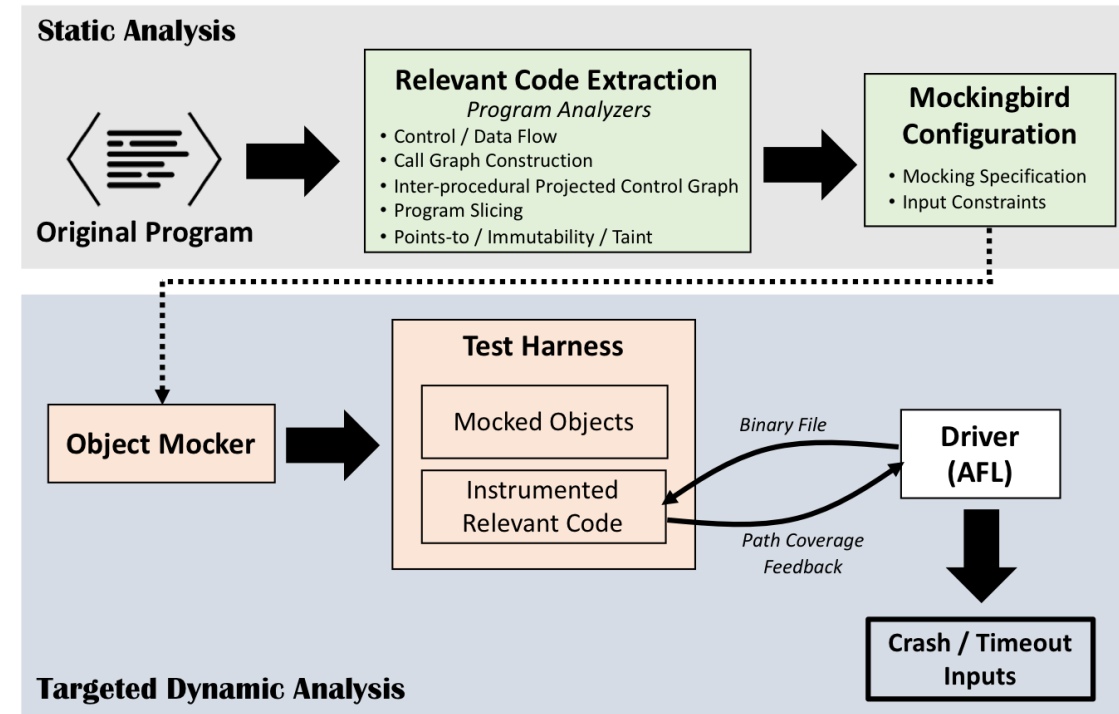 Static Analysis
Original Program
Relevant Code Extraction
Program Analyzers
• Control / Data Flow
• Call Graph Construction
• Inter-procedural Projected Control Graph
• Program Slicing
• Points-to / Immutability / Taint
Mockingbird
Configuration
• Mocking Specification
• Input Constraints
Object Mocker
Test Harness
Mocked Objects
Instrumented
Relevant Code
Binary File
Path Coverage
Feedback
Driver
(AFL)
Crash / Timeout
Inputs
Targeted Dynamic Analysis